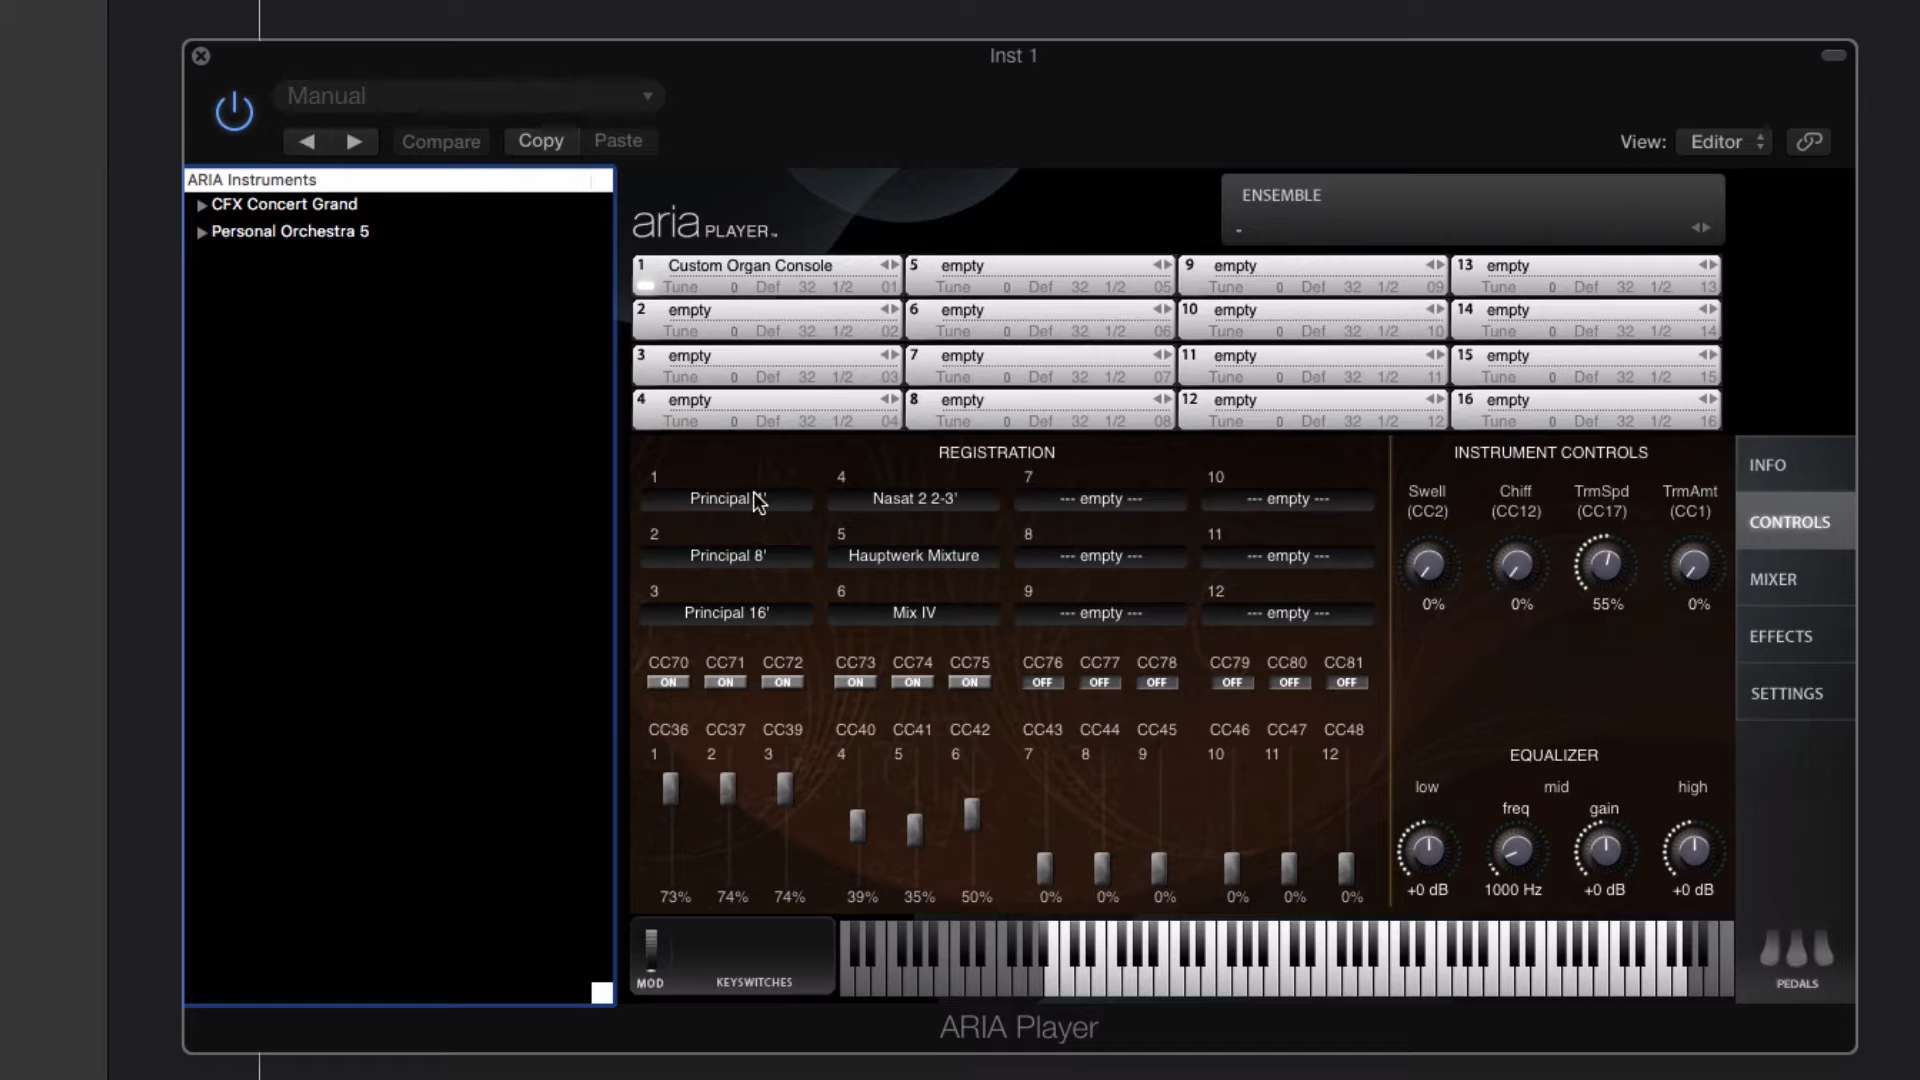 Inst 1
Manual
Compare Copy Paste
View: Editor
ARIA Instruments
CFX Concert Grand
Personal Orchestra 5
aria PLAYER
ENSEMBLE
-
1 Custom Organ Console 5 empty 9 empty 13 empty
Tune 0 Def 32 1/2 01 Tune 0 Def 32 1/2 05 Tune 0 Def 32 1/2 09 Tune 0 Def 32 1/2 13
2 empty 6 empty 10 empty 14 empty
Tune 0 Def 32 1/2 02 Tune 0 Def 32 1/2 06 Tune 0 Def 32 1/2 10 Tune 0 Def 32 1/2 14
3 empty 7 empty 11 empty 15 empty
Tune 0 Def 32 1/2 03 Tune 0 Def 32 1/2 07 Tune 0 Def 32 1/2 11 Tune 0 Def 32 1/2 15
4 empty 8 empty 12 empty 16 empty
Tune 0 Def 32 1/2 04 Tune 0 Def 32 1/2 08 Tune 0 Def 32 1/2 12 Tune 0 Def 32 1/2 16
REGISTRATION
1 4 7 10
Principal Nasat 2 2-3' --- empty --- --- empty ---
2 5 8 11
Principal 8' Hauptwerk Mixture --- empty --- --- empty ---
3 6 9 12
Principal 16' Mix IV --- empty --- --- empty ---
CC70 CC71 CC72 CC73 CC74 CC75 CC76 CC77 CC78 CC79 CC80 CC81
ON ON ON ON ON ON OFF OFF OFF OFF OFF OFF
CC36 CC37 CC39 CC40 CC41 CC42 CC43 CC44 CC45 CC46 CC47 CC48
1 2 3 4 5 6 7 8 9 10 11 12
73% 74% 74% 39% 35% 50% 0% 0% 0% 0% 0% 0%
INSTRUMENT CONTROLS
Swell Chiff TrmSpd TrmAmt
(CC2) (CC12) (CC17) (CC1)
0% 0% 55% 0%
EQUALIZER
low mid high
freq gain
+0 dB 1000 Hz +0 dB +0 dB
INFO
CONTROLS
MIXER
EFFECTS
SETTINGS
PEDALS
MOD KEYSWITCHES
ARIA Player